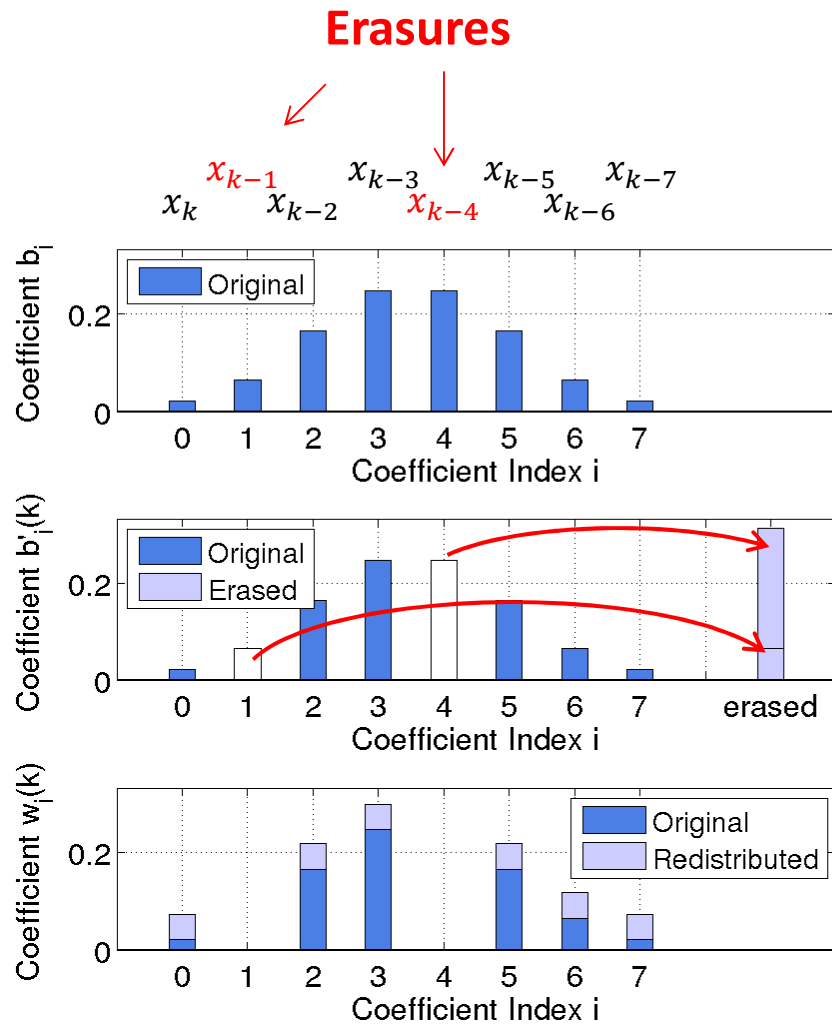 Erasures
x_{k-1} x_{k-3} x_{k-5} x_{k-7}
x_k x_{k-2} x_{k-4} x_{k-6}
Coefficient b_i
Original
0.2
0
0 1 2 3 4 5 6 7
Coefficient Index i
Coefficient b'_i(k)
Original
Erased
0.2
0
0 1 2 3 4 5 6 7 erased
Coefficient Index i
Coefficient w_i(k)
Original
Redistributed
0.2
0
0 1 2 3 4 5 6 7
Coefficient Index i